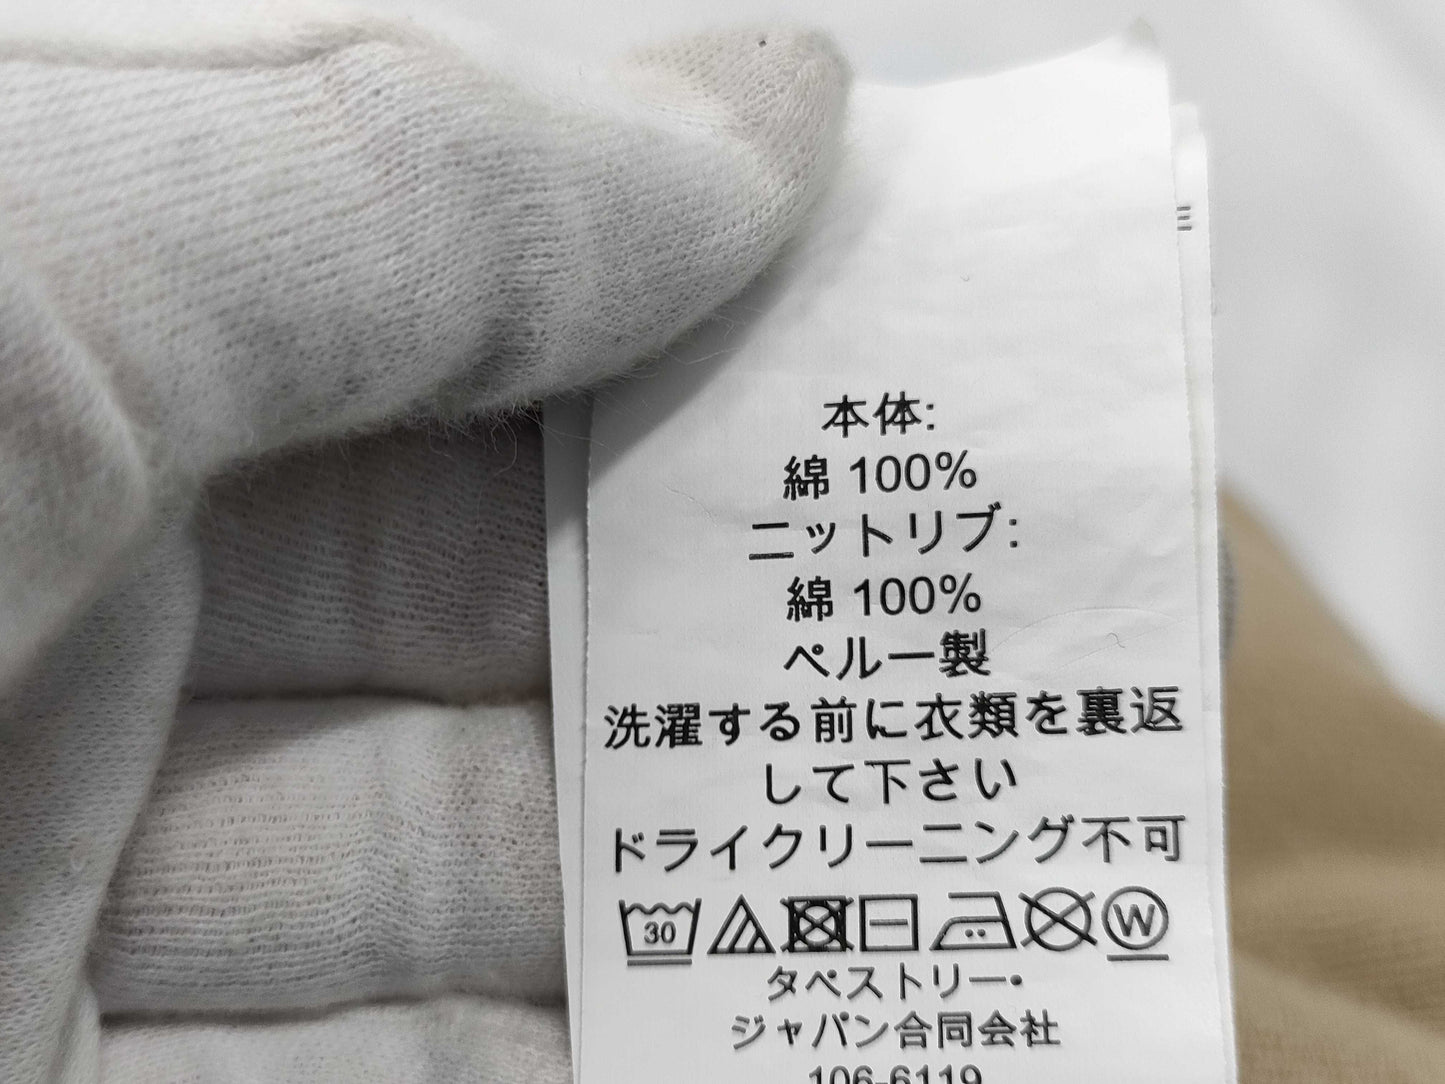 本体:
綿 100%
ニットリブ:
綿 100%
ペルー製
洗濯する前に衣類を裏返
して下さい
ドライクリーニング不可
30
W
タペストリー・
ジャパン合同会社
106-6119